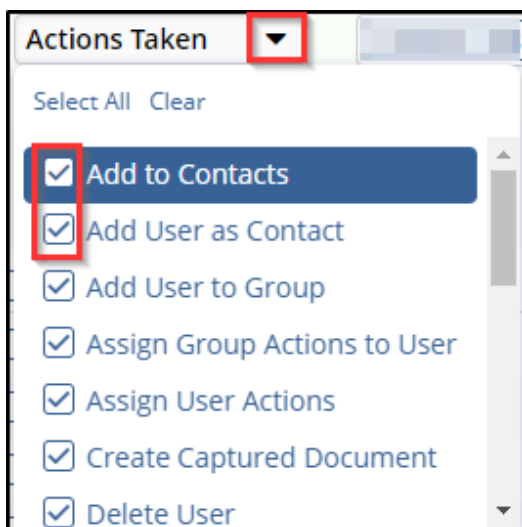 Actions Taken
Select All Clear
Add to Contacts
Add User as Contact
Add User to Group
Assign Group Actions to User
Assign User Actions
Create Captured Document
Delete User